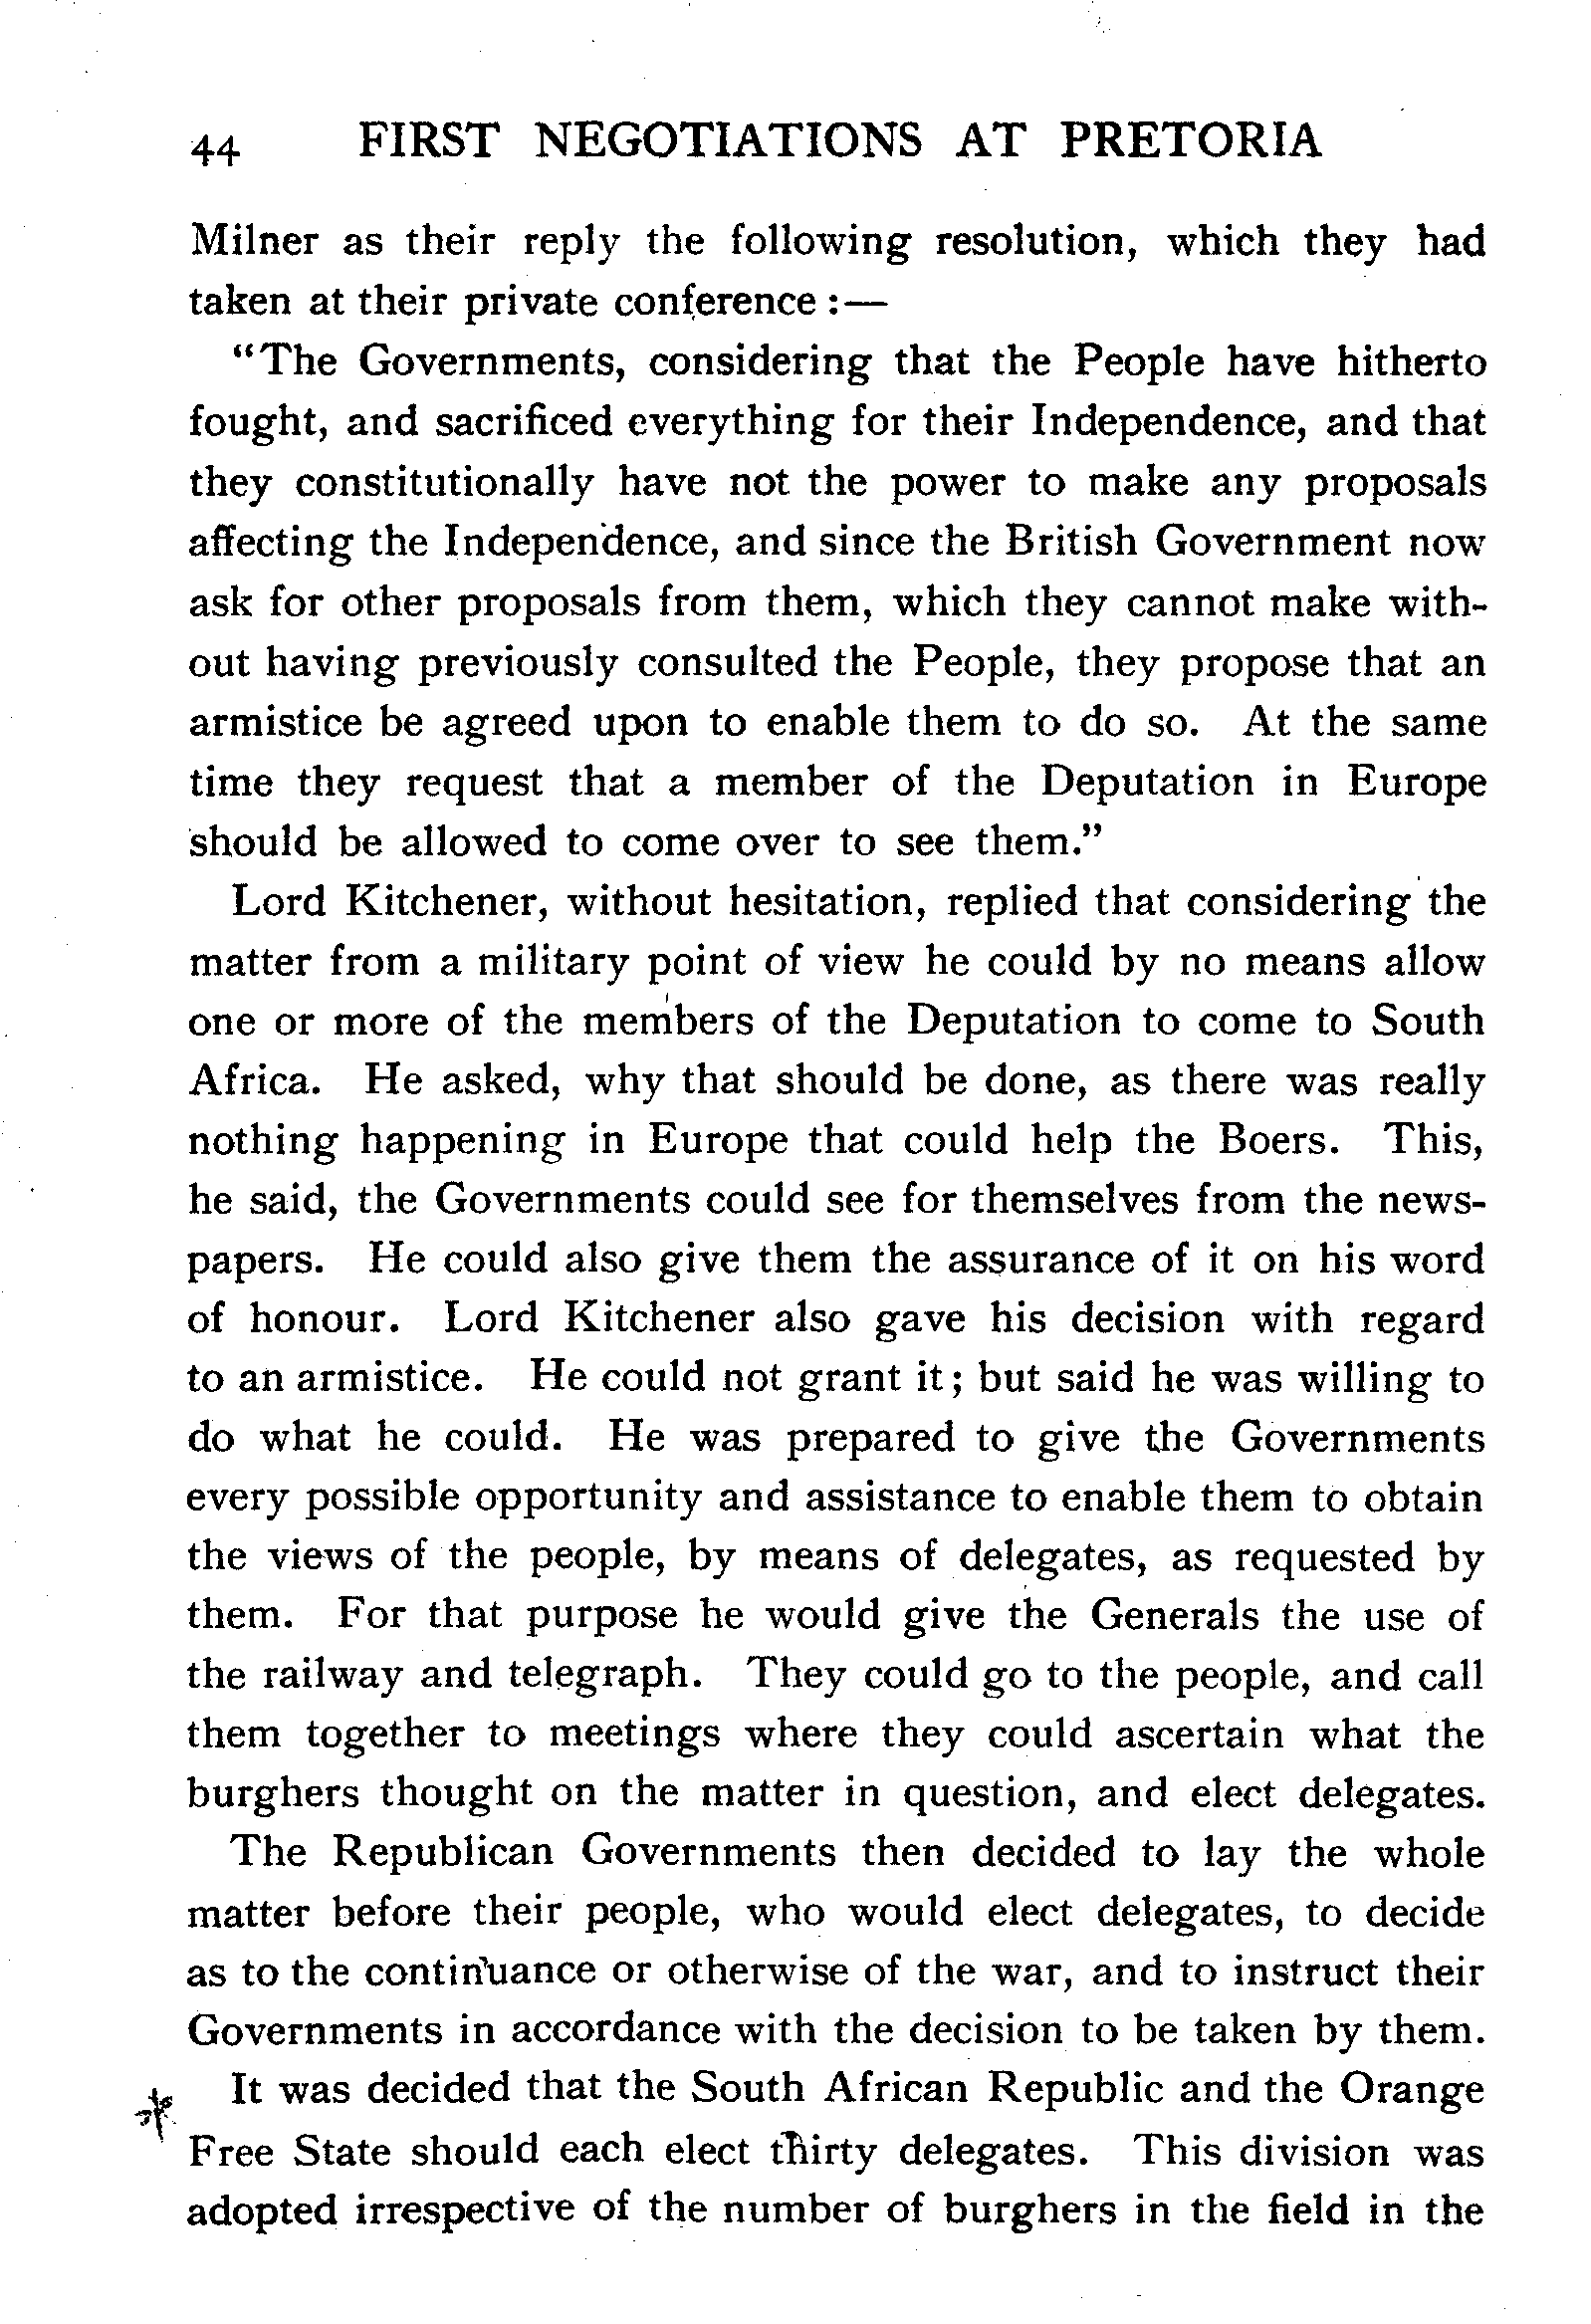 44 FIRST NEGOTIATIONS AT PRETORIA
Milner as their reply the following resolution, which they had
taken at their private conference :—
“The Governments, considering that the People have hitherto
fought, and sacrificed everything for their Independence, and that
they constitutionally have not the power to make any proposals
affecting the Independence, and since the British Government now
ask for other proposals from them, which they cannot make with-
out having previously consulted the People, they propose that an
armistice be agreed upon to enable them to do so. At the same
time they request that a member of the Deputation in Europe
should be allowed to come over to see them.”
Lord Kitchener, without hesitation, replied that considering the
matter from a military point of view he could by no means allow
one or more of the members of the Deputation to come to South
Africa. He asked, why that should be done, as there was really
nothing happening in Europe that could help the Boers. This,
he said, the Governments could see for themselves from the news-
papers. He could also give them the assurance of it on his word
of honour. Lord Kitchener also gave his decision with regard
to an armistice. He could not grant it; but said he was willing to
do what he could. He was prepared to give the Governments
every possible opportunity and assistance to enable them to obtain
the views of the people, by means of delegates, as requested by
them. For that purpose he would give the Generals the use of
the railway and telegraph. They could go to the people, and call
them together to meetings where they could ascertain what the
burghers thought on the matter in question, and elect delegates.
The Republican Governments then decided to lay the whole
matter before their people, who would elect delegates, to decide
as to the continuance or otherwise of the war, and to instruct their
Governments in accordance with the decision to be taken by them.
It was decided that the South African Republic and the Orange
Free State should each elect thirty delegates. This division was
adopted irrespective of the number of burghers in the field in the